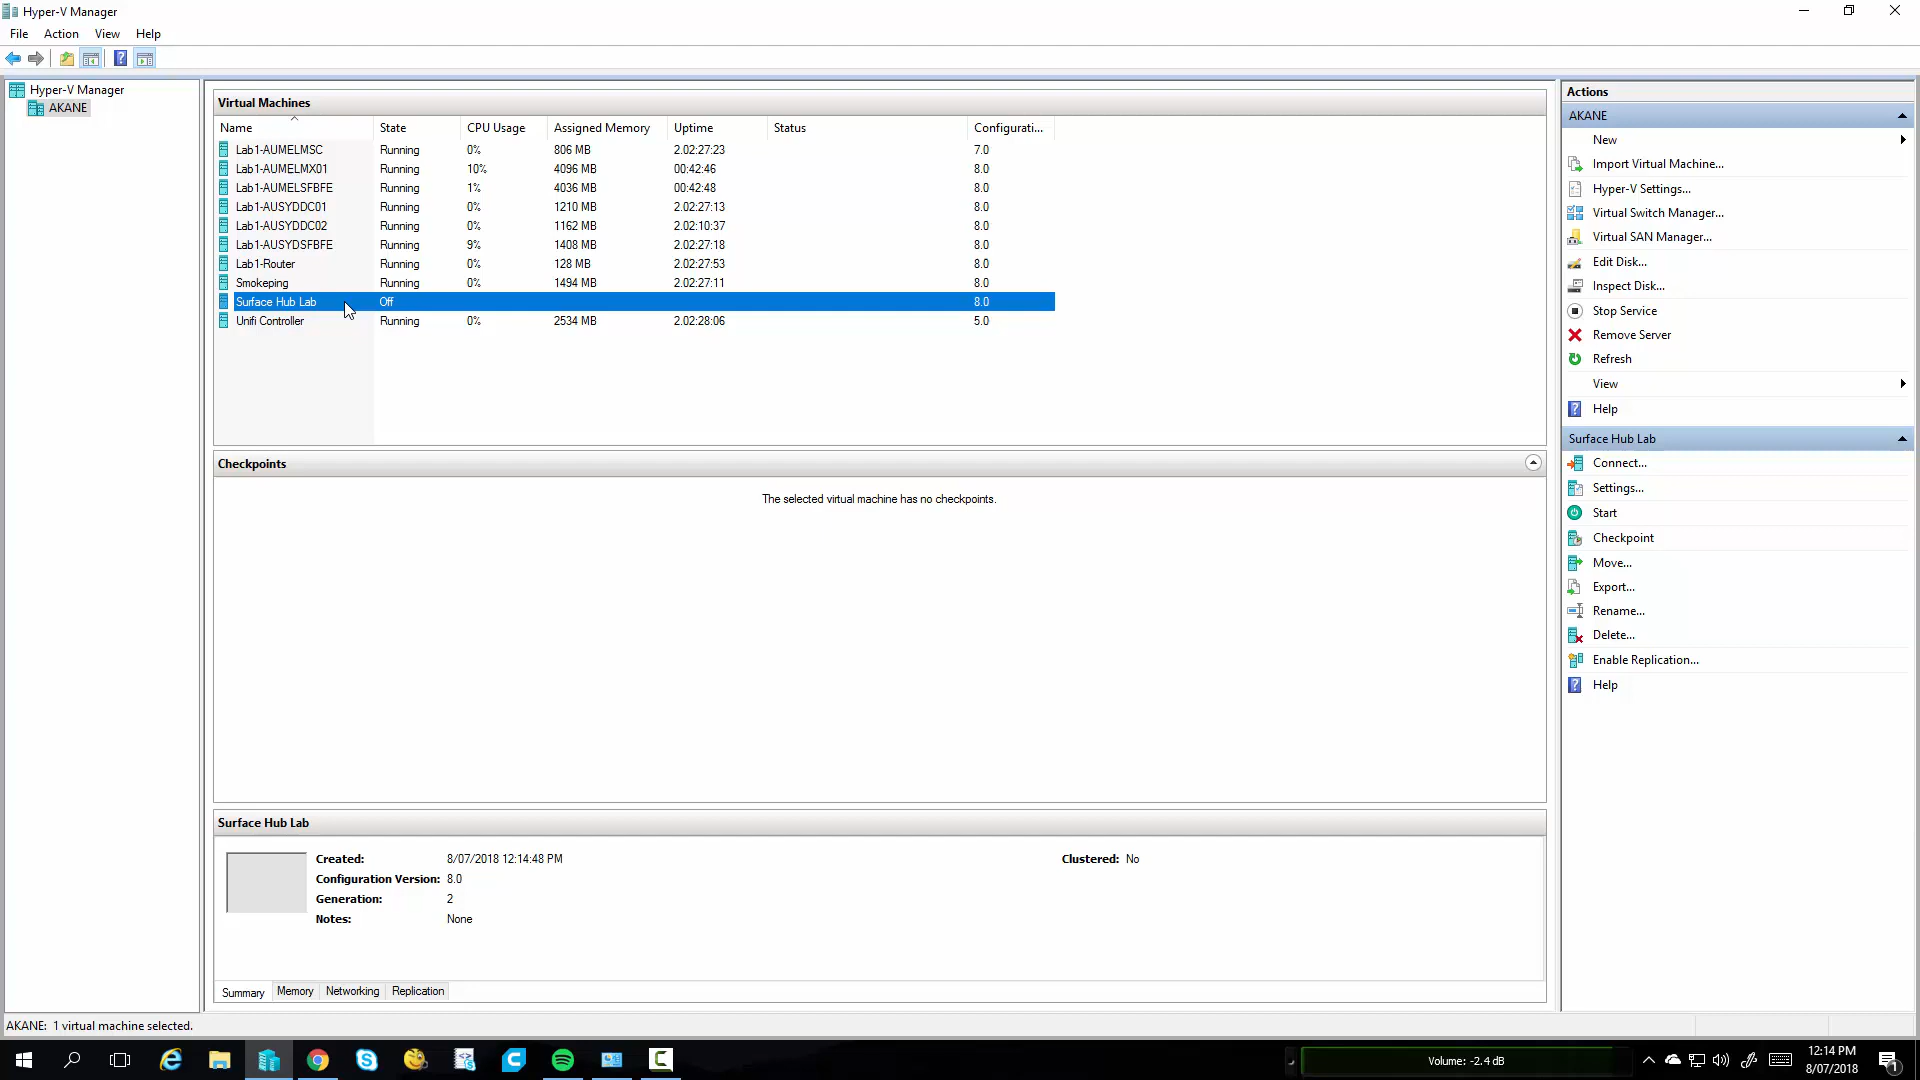 Hyper-V Manager
File Action View Help
Hyper-V Manager
AKANE
Virtual Machines
Name State CPU Usage Assigned Memory Uptime Status Configurati...
Lab1-AUMELMSC Running 0% 806 MB 2.02:27:23 7.0
Lab1-AUMELMX01 Running 10% 4096 MB 00:42:46 8.0
Lab1-AUMELSFBFE Running 1% 4036 MB 00:42:48 8.0
Lab1-AUSYDDC01 Running 0% 1210 MB 2.02:27:13 8.0
Lab1-AUSYDDC02 Running 0% 1162 MB 2.02:10:37 8.0
Lab1-AUSYDSFBFE Running 9% 1408 MB 2.02:27:18 8.0
Lab1-Router Running 0% 128 MB 2.02:27:53 8.0
Smokeping Running 0% 1494 MB 2.02:27:11 8.0
Surface Hub Lab Off 8.0
Unifi Controller Running 0% 2534 MB 2.02:28:06 5.0
Checkpoints
The selected virtual machine has no checkpoints.
Surface Hub Lab
Created: 8/07/2018 12:14:48 PM Clustered: No
Configuration Version: 8.0
Generation: 2
Notes: None
Summary Memory Networking Replication
Actions
AKANE
New
Import Virtual Machine...
Hyper-V Settings...
Virtual Switch Manager...
Virtual SAN Manager...
Edit Disk...
Inspect Disk...
Stop Service
Remove Server
Refresh
View
Help
Surface Hub Lab
Connect...
Settings...
Start
Checkpoint
Move...
Export...
Rename...
Delete...
Enable Replication...
Help
AKANE: 1 virtual machine selected.
Volume: -2.4 dB
12:14 PM
8/07/2018
1